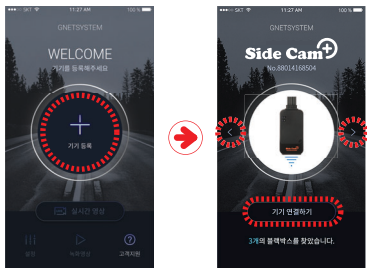 SKT
11:27 AM
100 %
GNETSYSTEM
WELCOME
기기를 등록해주세요
기기 등록
실시간 영상
설정
녹화영상
고객지원
SKT
11:27 AM
100 %
GNETSYSTEM
Side Cam+
No.88014168504
기기 연결하기
3개의 블랙박스를 찾았습니다.